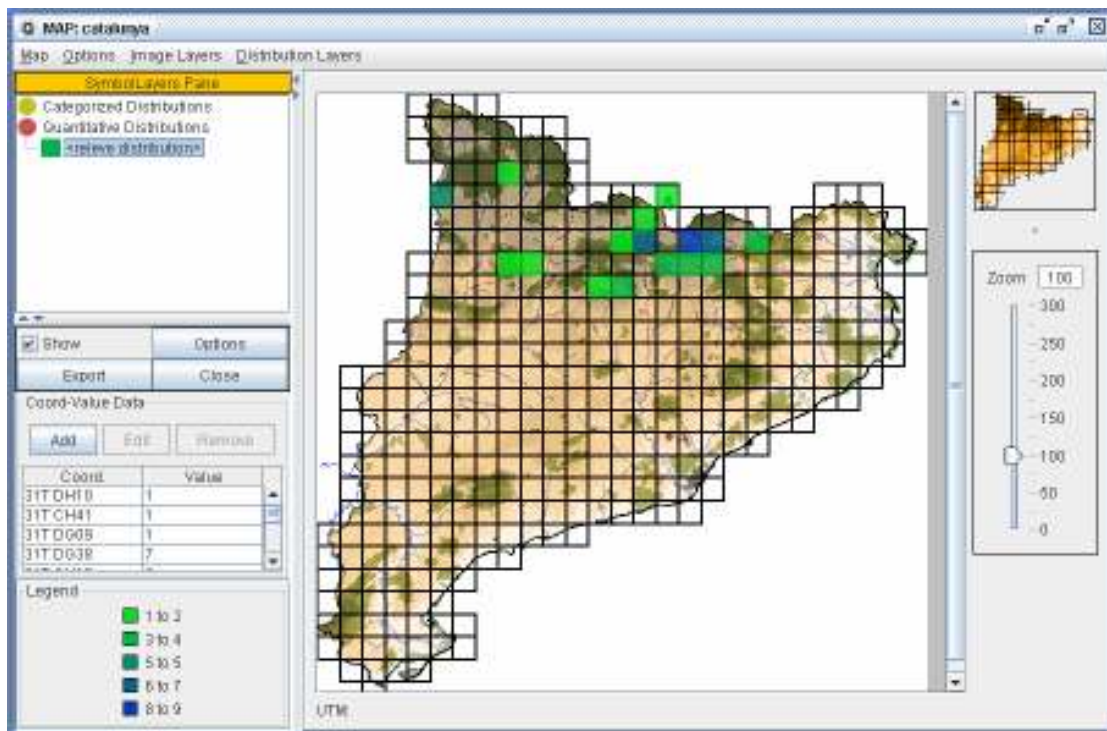 MAP: catalunya
Map Options Image Layers Distribution Layers
Symbol Layers Pane
Categorized Distributions
Quantitative Distributions
<releve distribution>
Show
Options
Export
Close
Coord-Value Data
Add
Edit
Remove
Coord. Value
31T DH10 1
31T CH41 1
31T DG09 1
31T DG38 7
Legend
1 to 2
3 to 4
5 to 5
6 to 7
8 to 9
UTM
Zoom 100
300
250
200
150
100
50
0